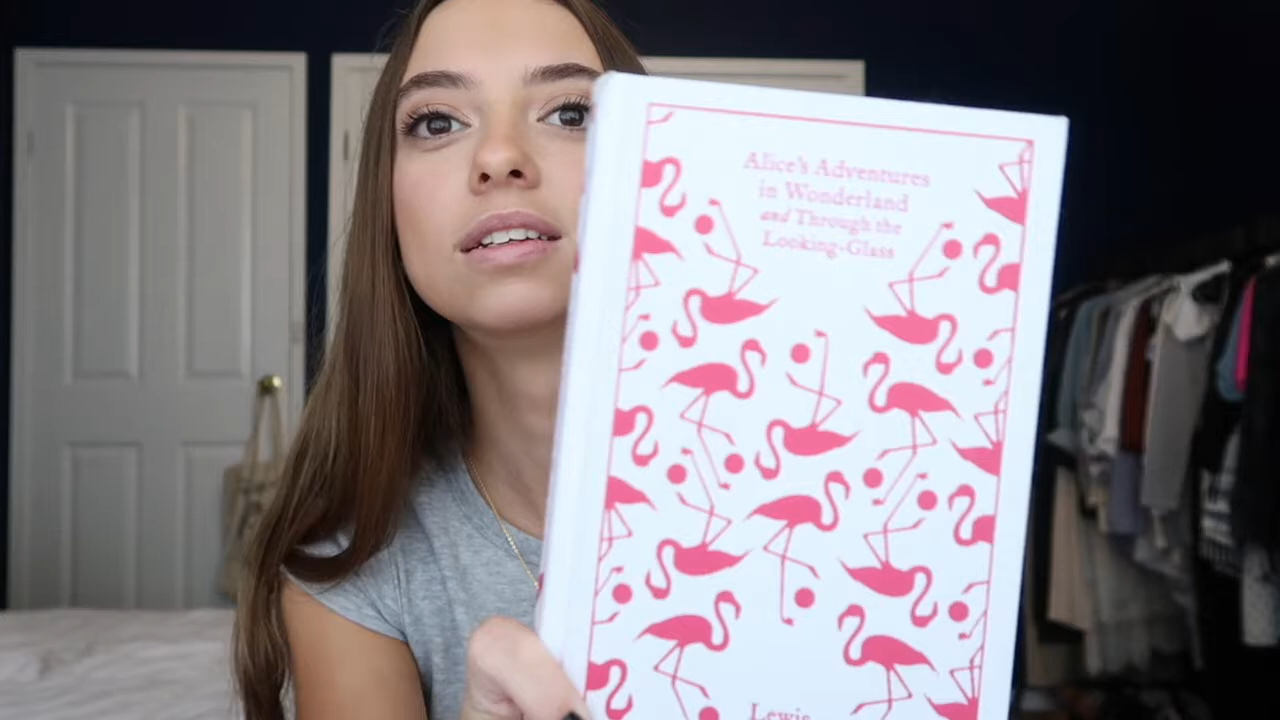 Alice's Adventures
in Wonderland
and Through the
Looking-Glass
Lewis